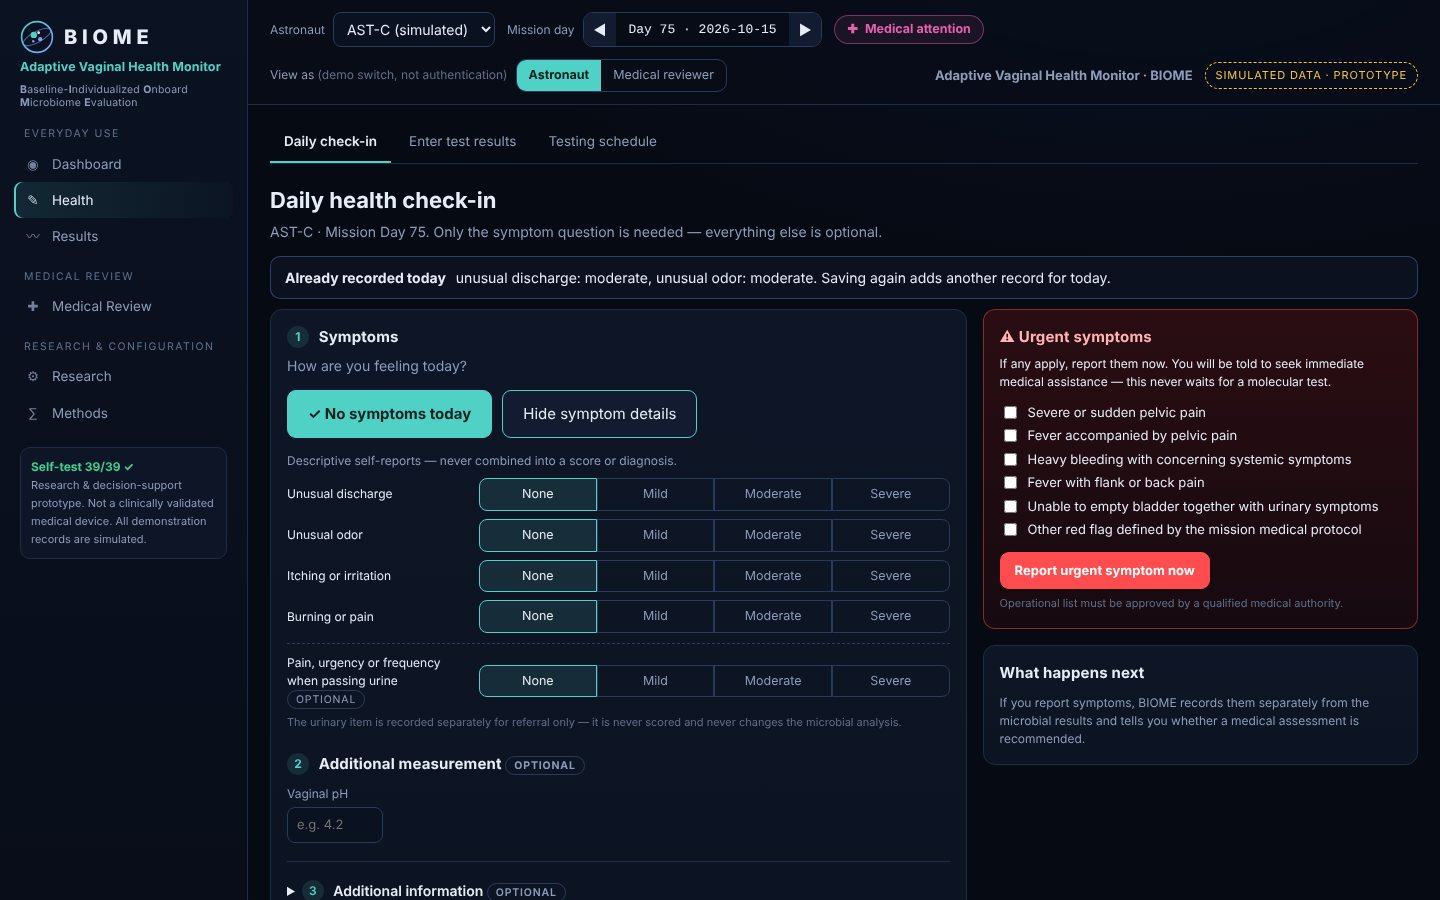 BIOME
Adaptive Vaginal Health Monitor
Baseline-Individualized Onboard
Microbiome Evaluation
EVERYDAY USE
Dashboard
Health
Results
MEDICAL REVIEW
Medical Review
RESEARCH & CONFIGURATION
Research
Methods
Self-test 39/39 ✓
Research & decision-support
prototype. Not a clinically validated
medical device. All demonstration
records are simulated.
Astronaut AST-C (simulated) Mission day ◀ Day 75 · 2026-10-15 ▶ ✚ Medical attention
View as (demo switch, not authentication) Astronaut Medical reviewer Adaptive Vaginal Health Monitor · BIOME SIMULATED DATA · PROTOTYPE
Daily check-in Enter test results Testing schedule
Daily health check-in
AST-C · Mission Day 75. Only the symptom question is needed — everything else is optional.
Already recorded today unusual discharge: moderate, unusual odor: moderate. Saving again adds another record for today.
1 Symptoms
How are you feeling today?
✓ No symptoms today Hide symptom details
Descriptive self-reports — never combined into a score or diagnosis.
Unusual discharge None Mild Moderate Severe
Unusual odor None Mild Moderate Severe
Itching or irritation None Mild Moderate Severe
Burning or pain None Mild Moderate Severe
Pain, urgency or frequency
when passing urine None Mild Moderate Severe
OPTIONAL
The urinary item is recorded separately for referral only — it is never scored and never changes the microbial analysis.
2 Additional measurement OPTIONAL
Vaginal pH
e.g. 4.2
▶ 3 Additional information OPTIONAL
⚠ Urgent symptoms
If any apply, report them now. You will be told to seek immediate
medical assistance — this never waits for a molecular test.
Severe or sudden pelvic pain
Fever accompanied by pelvic pain
Heavy bleeding with concerning systemic symptoms
Fever with flank or back pain
Unable to empty bladder together with urinary symptoms
Other red flag defined by the mission medical protocol
Report urgent symptom now
Operational list must be approved by a qualified medical authority.
What happens next
If you report symptoms, BIOME records them separately from the
microbial results and tells you whether a medical assessment is
recommended.